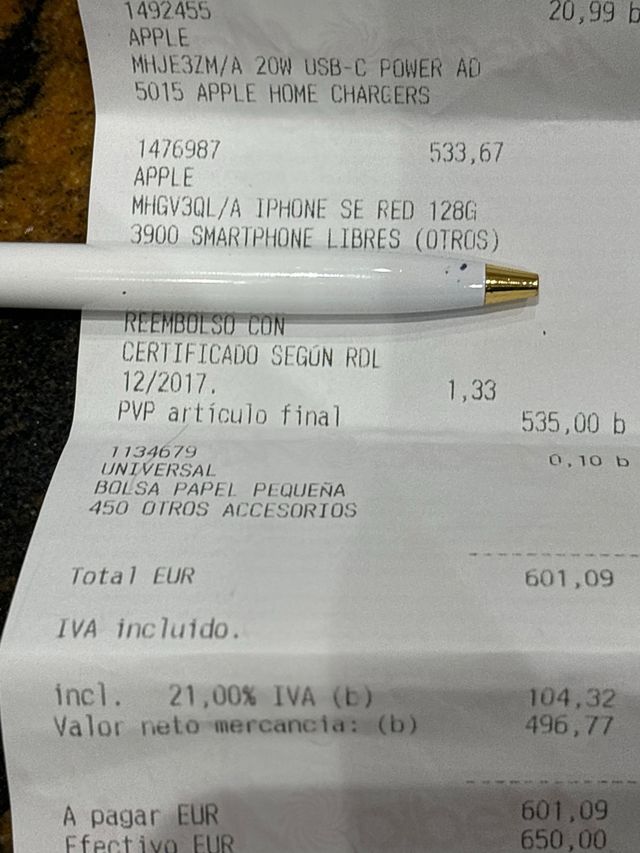 1492455 20,99 b
APPLE
MHJE3ZM/A 20W USB-C POWER AD
5015 APPLE HOME CHARGERS
1476987 533,67
APPLE
MHGV3QL/A IPHONE SE RED 128G
3900 SMARTPHONE LIBRES (OTROS)
REEMBOLSO CON
CERTIFICADO SEGÚN RDL
12/2017. 1,33
PVP artículo final 535,00 b
1134679 0,10 b
UNIVERSAL
BOLSA PAPEL PEQUEÑA
450 OTROS ACCESORIOS
Total EUR 601,09
IVA incluido.
incl. 21,00% IVA (b) 104,32
Valor neto mercancia: (b) 496,77
A pagar EUR 601,09
Efectivo EUR 650,00